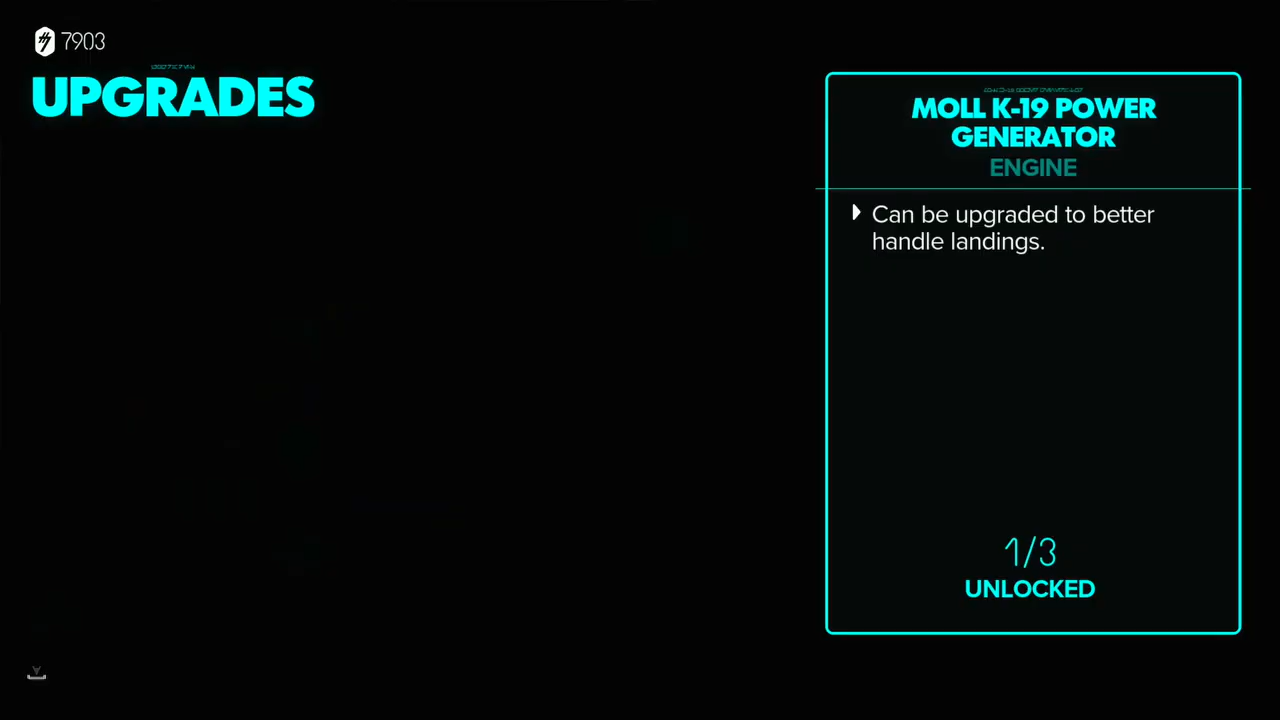 7903
UPGRADES
MOLL K-19 POWER
GENERATOR
ENGINE
Can be upgraded to better
handle landings.
1/3
UNLOCKED